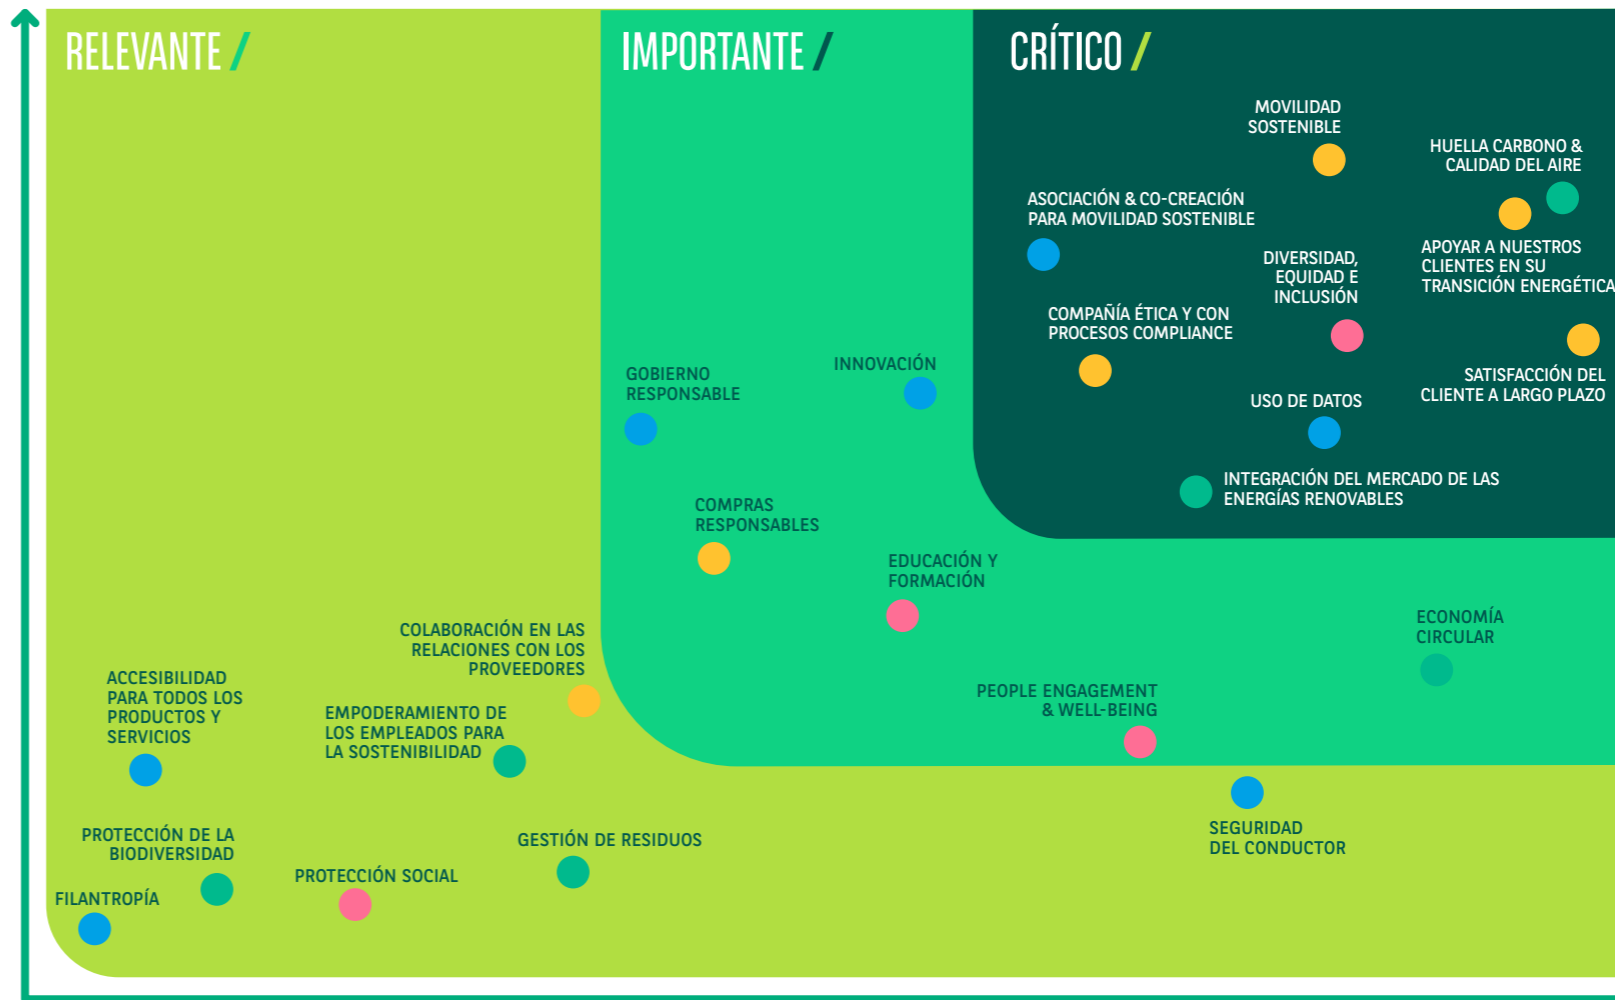 RELEVANTE /
IMPORTANTE /
CRÍTICO /
MOVILIDAD
SOSTENIBLE
HUELLA CARBONO &
CALIDAD DEL AIRE
ASOCIACIÓN & CO-CREACIÓN
PARA MOVILIDAD SOSTENIBLE
APOYAR A NUESTROS
CLIENTES EN SU
TRANSICIÓN ENERGÉTICA
DIVERSIDAD,
EQUIDAD E
INCLUSIÓN
COMPAÑÍA ÉTICA Y CON
PROCESOS COMPLIANCE
SATISFACCIÓN DEL
CLIENTE A LARGO PLAZO
USO DE DATOS
INTEGRACIÓN DEL MERCADO DE LAS
ENERGÍAS RENOVABLES
GOBIERNO
RESPONSABLE
INNOVACIÓN
COMPRAS
RESPONSABLES
EDUCACIÓN Y
FORMACIÓN
ECONOMÍA
CIRCULAR
PEOPLE ENGAGEMENT
& WELL-BEING
COLABORACIÓN EN LAS
RELACIONES CON LOS
PROVEEDORES
ACCESIBILIDAD
PARA TODOS LOS
PRODUCTOS Y
SERVICIOS
EMPODERAMIENTO DE
LOS EMPLEADOS PARA
LA SOSTENIBILIDAD
SEGURIDAD
DEL CONDUCTOR
PROTECCIÓN DE LA
BIODIVERSIDAD
GESTIÓN DE RESIDUOS
PROTECCIÓN SOCIAL
FILANTROPÍA